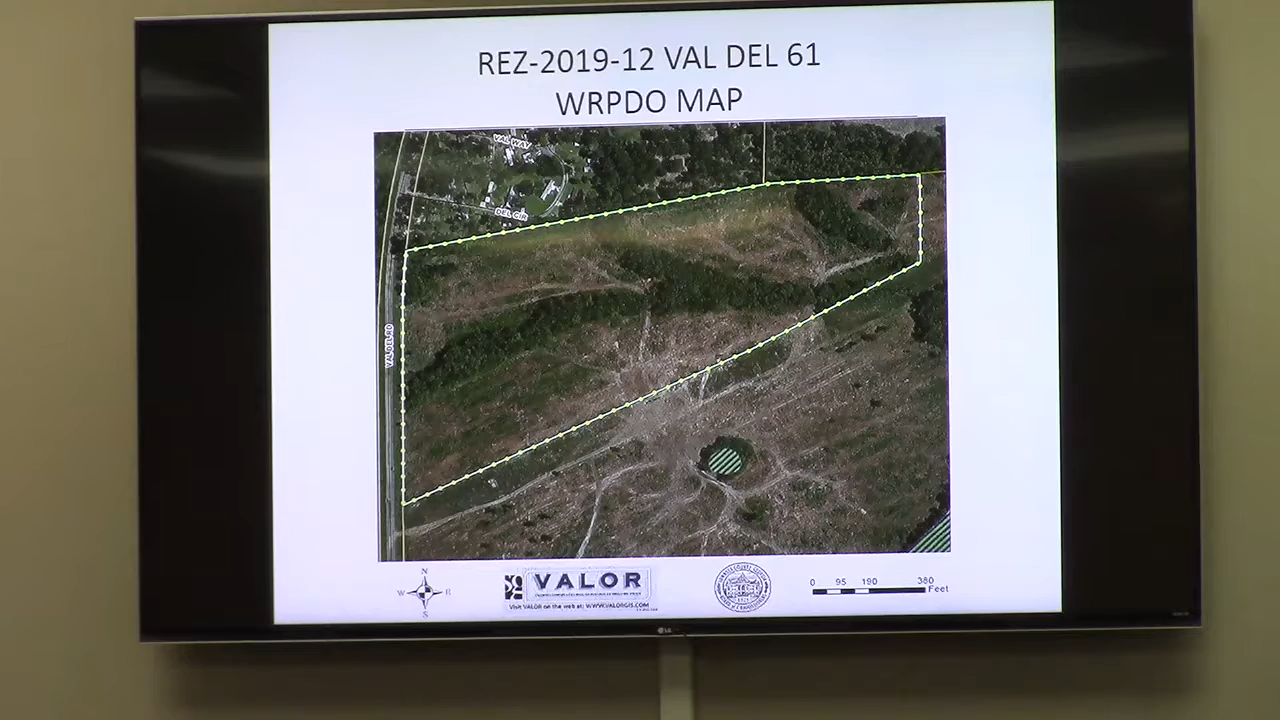 REZ-2019-12 VAL DEL 61
WRPDO MAP
VAL WAY
DEL CIR
VAL DEL RD
N
W E
S
VALOR
Visit VALOR on the web at: WWW.VALORGIS.COM
0 95 190 380
Feet
LG